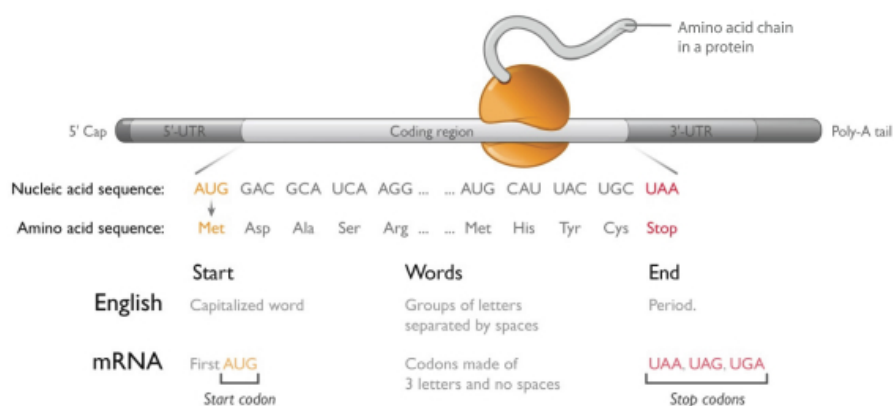 Amino acid chain
in a protein
5' Cap 5'-UTR Coding region 3'-UTR Poly-A tail
Nucleic acid sequence: AUG GAC GCA UCA AGG ... ... AUG CAU UAC UGC UAA
Amino acid sequence: Met Asp Ala Ser Arg ... ... Met His Tyr Cys Stop
Start Words End
English Capitalized word Groups of letters Period.
separated by spaces
mRNA First AUG Codons made of UAA, UAG, UGA
3 letters and no spaces
Start codon Stop codons